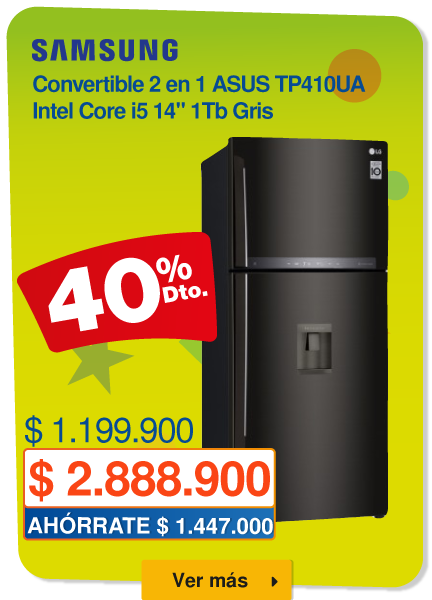 SAMSUNG
Convertible 2 en 1 ASUS TP410UA
Intel Core i5 14" 1Tb Gris
LG
40% Dto.
$ 1.199.900
$ 2.888.900
AHÓRRATE $ 1.447.000
Ver más